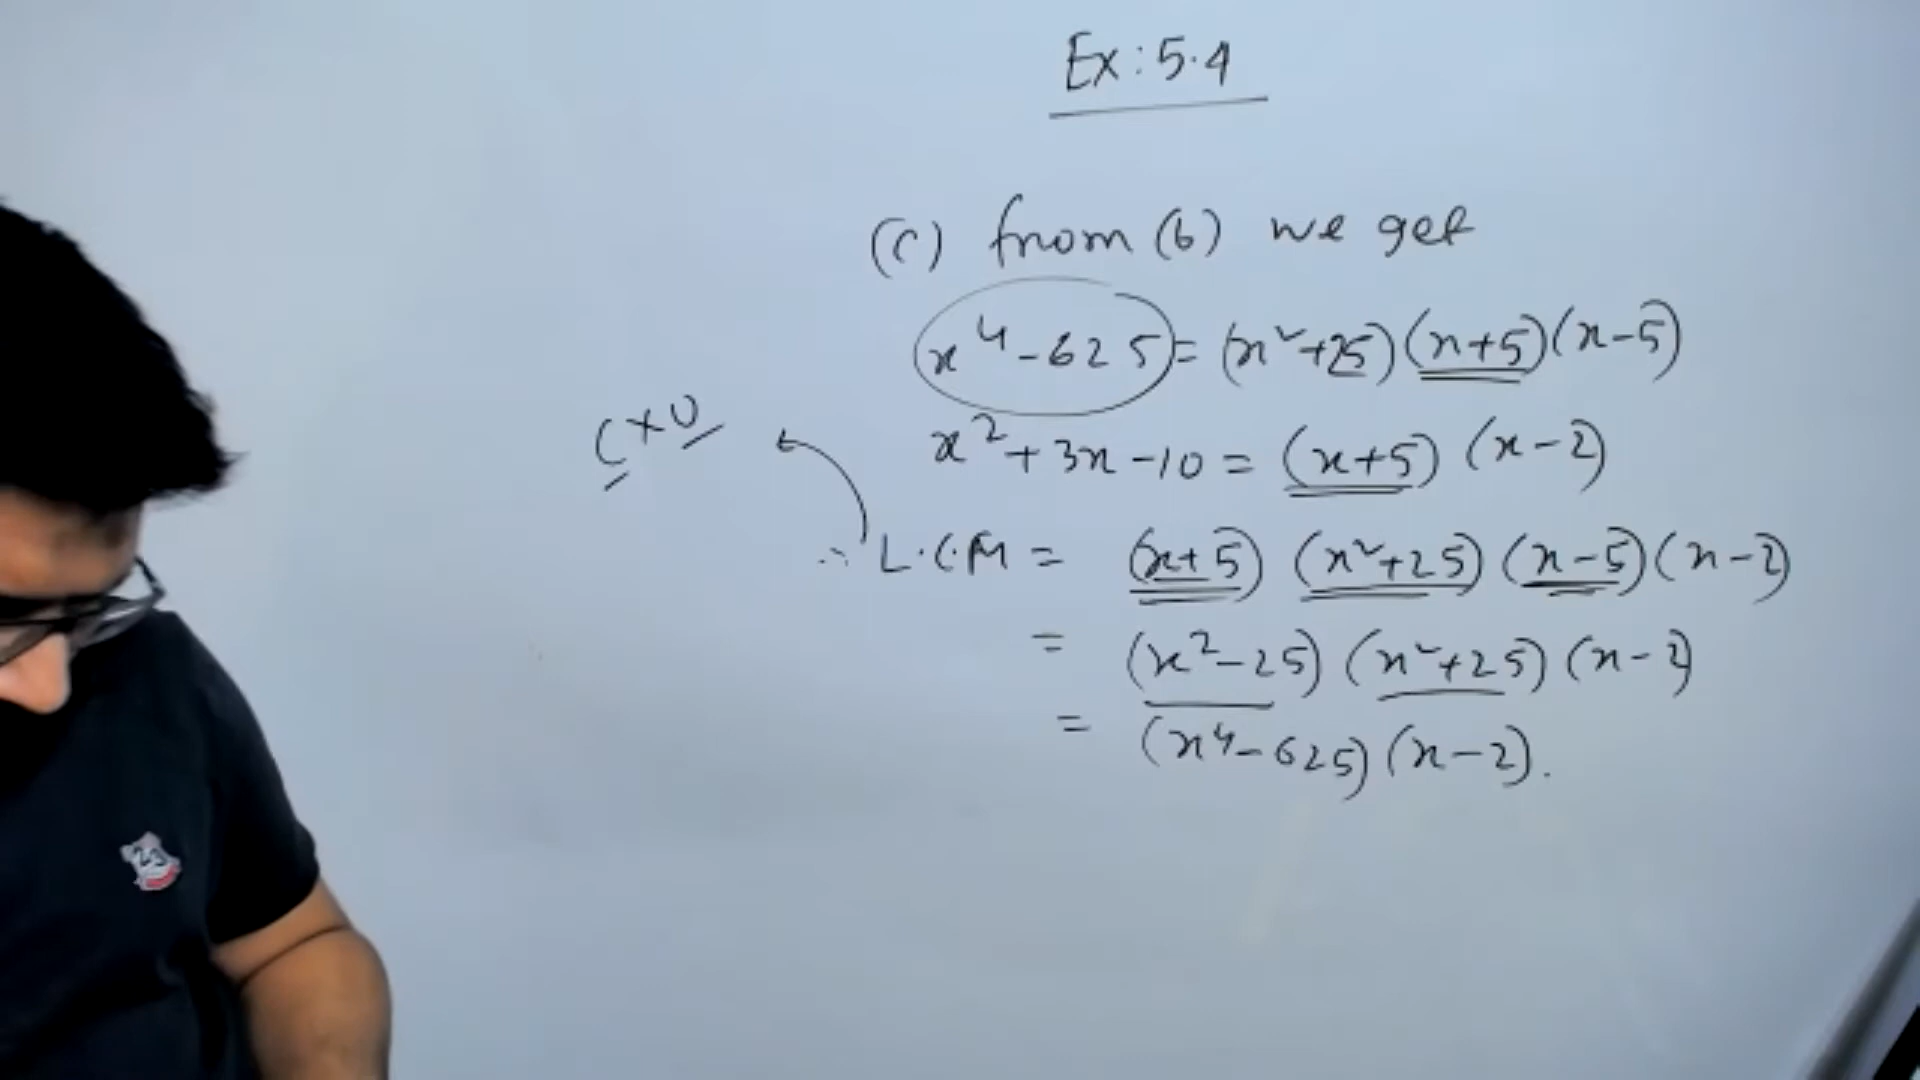 Ex: 5.4
(c) from (b) we get
x⁴-625 = (x²+25)(x+5)(x-5)
x²+3x-10 = (x+5) (x-2)
C×U
∴ L.C.M = (x+5) (x²+25) (x-5)(x-2)
= (x²-25) (x²+25) (x-2)
= (x⁴-625) (x-2).
23